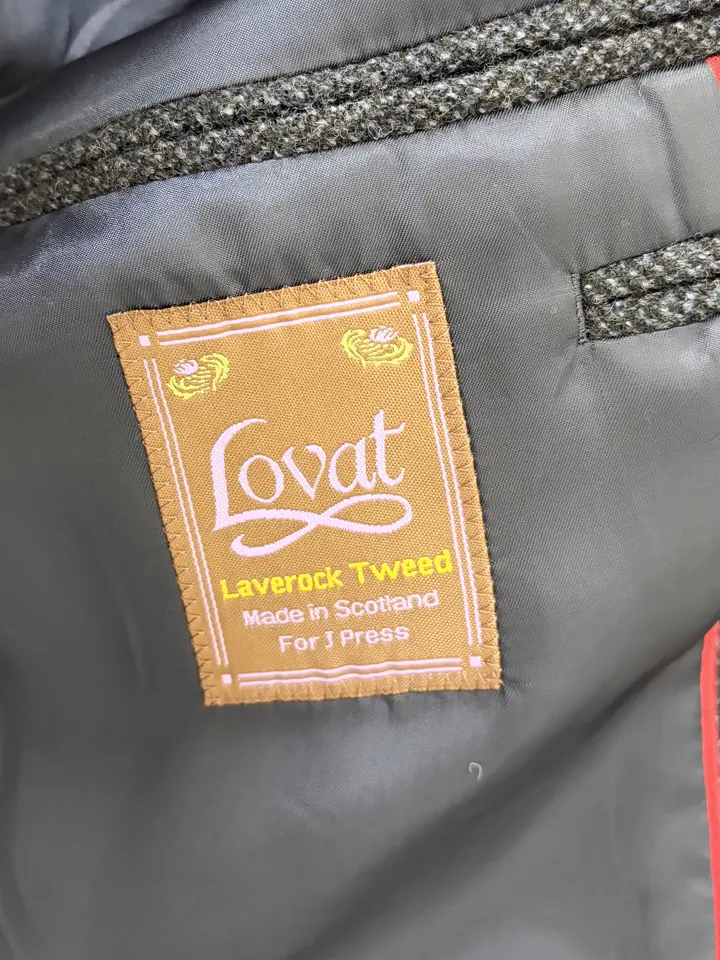 Lovat
Laverock Tweed
Made in Scotland
For J Press